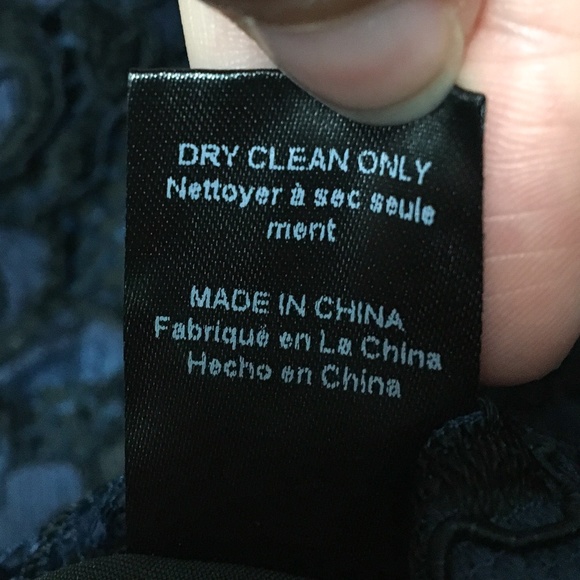 DRY CLEAN ONLY
Nettoyer à sec seule
ment
MADE IN CHINA
Fabriqué en La China
Hecho en China